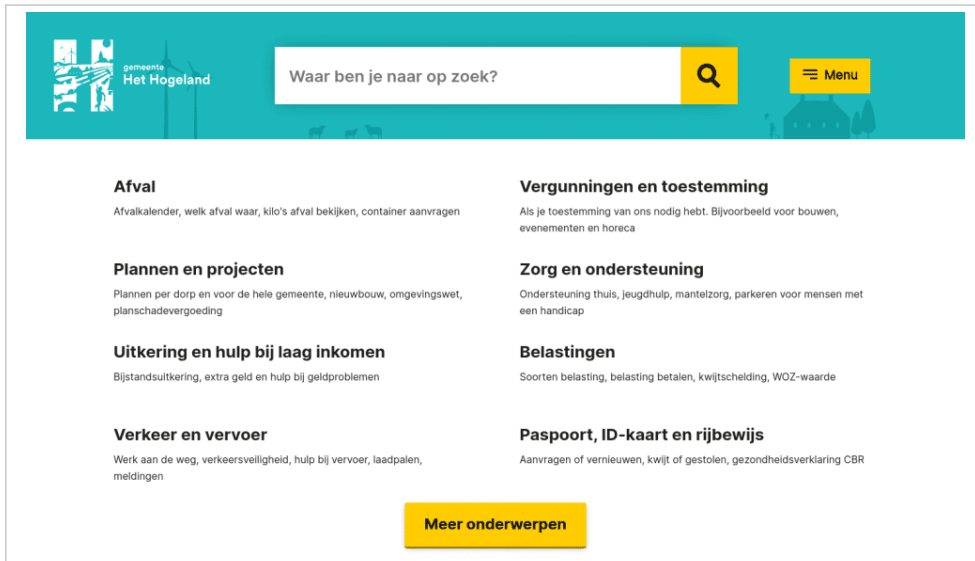 gemeente
Het Hogeland
Waar ben je naar op zoek?
Menu
Afval
Afvalkalender, welk afval waar, kilo's afval bekijken, container aanvragen
Vergunningen en toestemming
Als je toestemming van ons nodig hebt. Bijvoorbeeld voor bouwen,
evenementen en horeca
Plannen en projecten
Plannen per dorp en voor de hele gemeente, nieuwbouw, omgevingswet,
planschadevergoeding
Zorg en ondersteuning
Ondersteuning thuis, jeugdhulp, mantelzorg, parkeren voor mensen met
een handicap
Uitkering en hulp bij laag inkomen
Bijstandsuitkering, extra geld en hulp bij geldproblemen
Belastingen
Soorten belasting, belasting betalen, kwijtschelding, WOZ-waarde
Verkeer en vervoer
Werk aan de weg, verkeersveiligheid, hulp bij vervoer, laadpalen,
meldingen
Paspoort, ID-kaart en rijbewijs
Aanvragen of vernieuwen, kwijt of gestolen, gezondheidsverklaring CBR
Meer onderwerpen